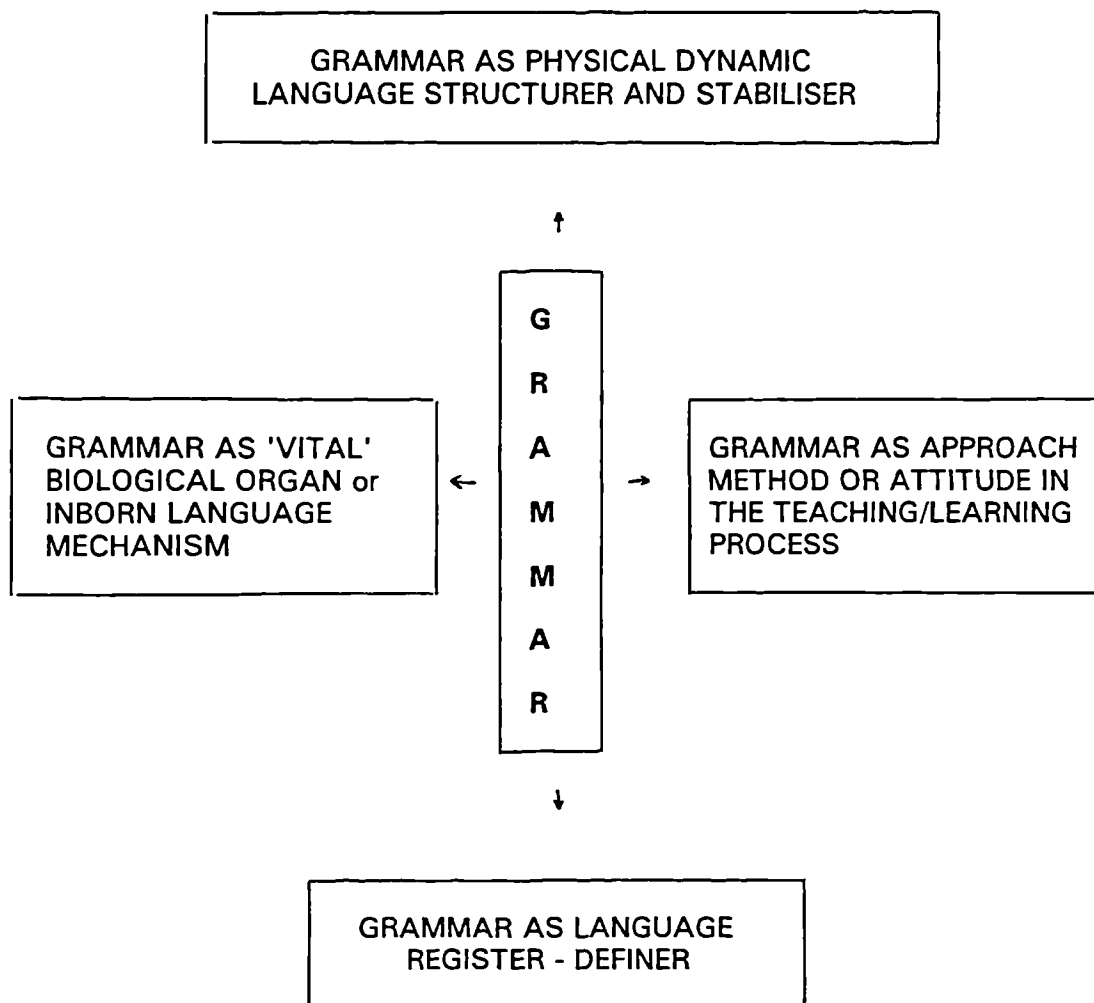 GRAMMAR AS PHYSICAL DYNAMIC
LANGUAGE STRUCTURER AND STABILISER
G
R
A
M
M
A
R
GRAMMAR AS 'VITAL'
BIOLOGICAL ORGAN or
INBORN LANGUAGE
MECHANISM
GRAMMAR AS APPROACH
METHOD OR ATTITUDE IN
THE TEACHING/LEARNING
PROCESS
GRAMMAR AS LANGUAGE
REGISTER - DEFINER